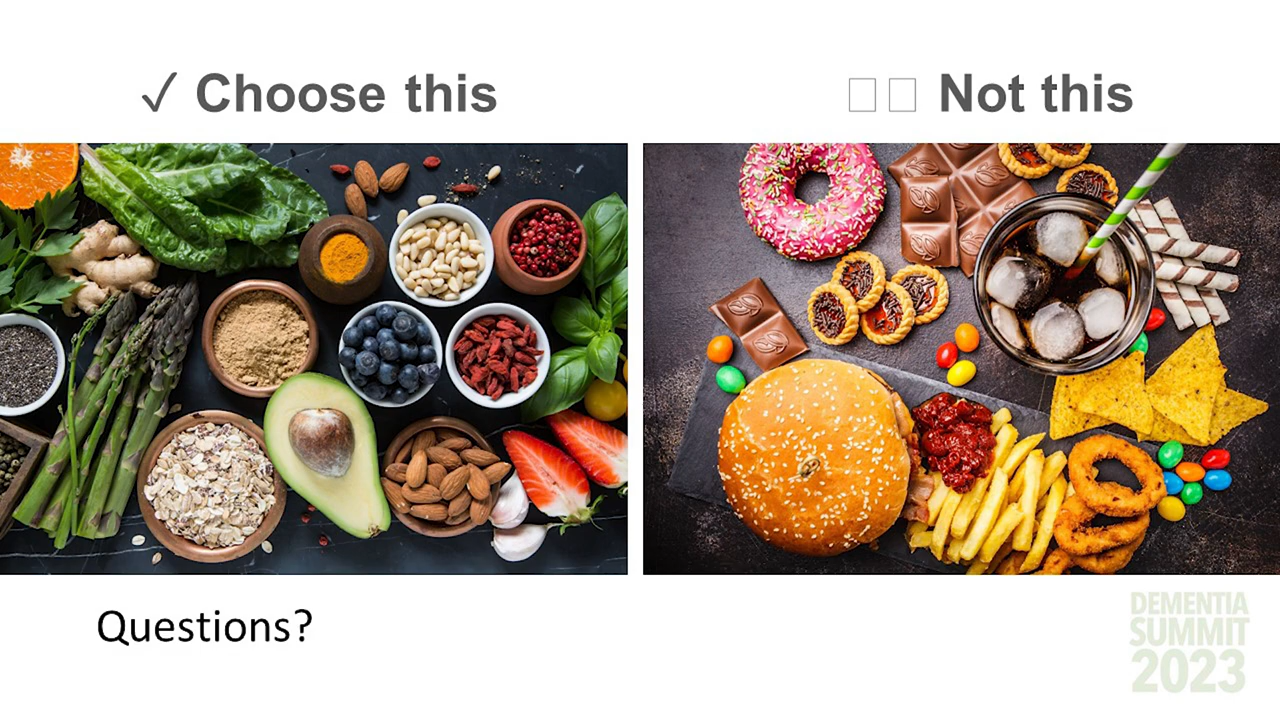 ✓ Choose this
□□ Not this
Questions?
DEMENTIA
SUMMIT
2023